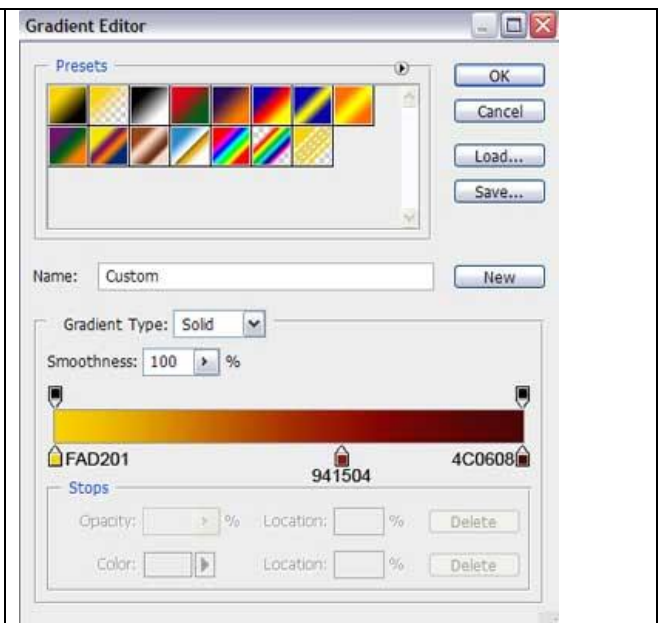 Gradient Editor
Presets
OK
Cancel
Load...
Save...
Name: Custom
New
Gradient Type: Solid
Smoothness: 100 %
FAD201
941504
4C0608
Stops
Opacity: % Location: % Delete
Color: Location: % Delete